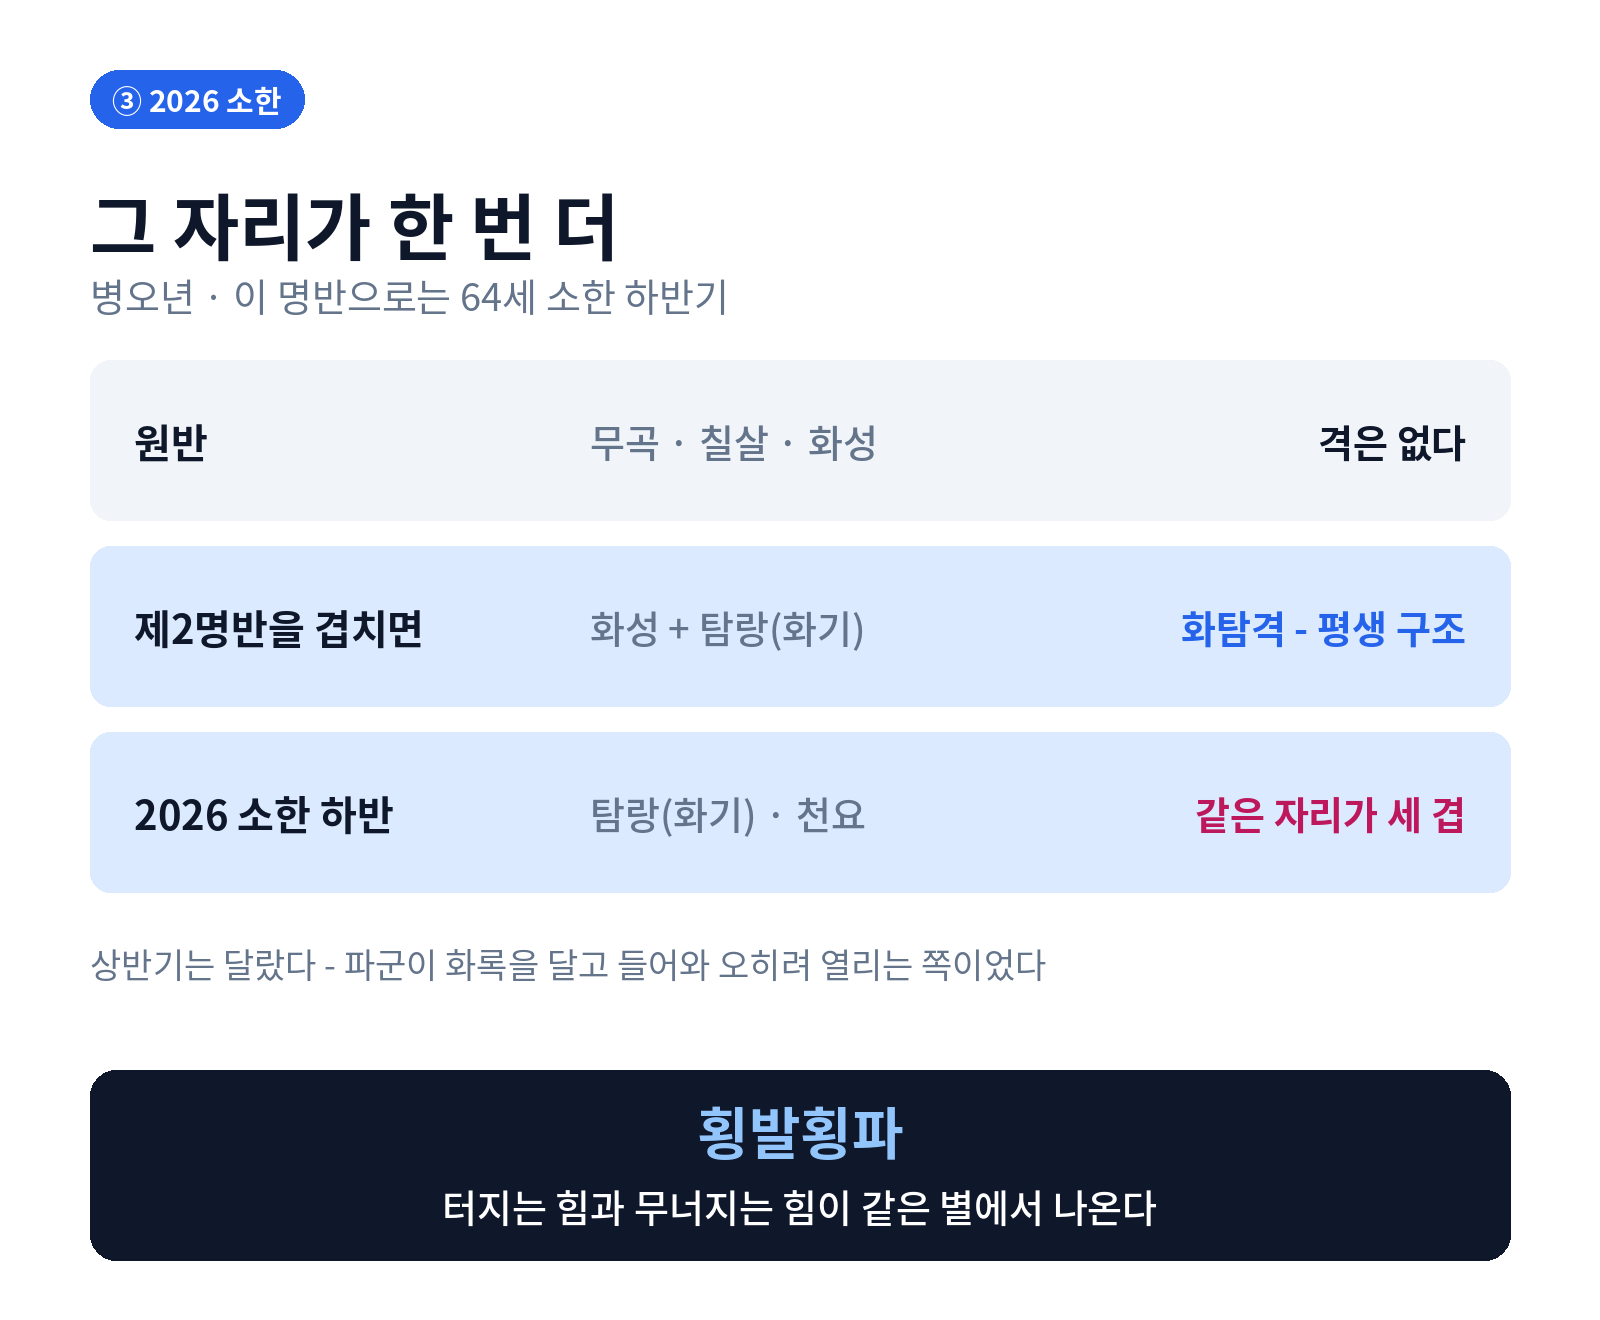 ③ 2026 소한
그 자리가 한 번 더
병오년 · 이 명반으로는 64세 소한 하반기
원반 무곡 · 칠살 · 화성 격은 없다
제2명반을 겹치면 화성 + 탐랑(화기) 화탐격 - 평생 구조
2026 소한 하반 탐랑(화기) · 천요 같은 자리가 세 겹
상반기는 달랐다 - 파군이 화록을 달고 들어와 오히려 열리는 쪽이었다
횡발횡파
터지는 힘과 무너지는 힘이 같은 별에서 나온다